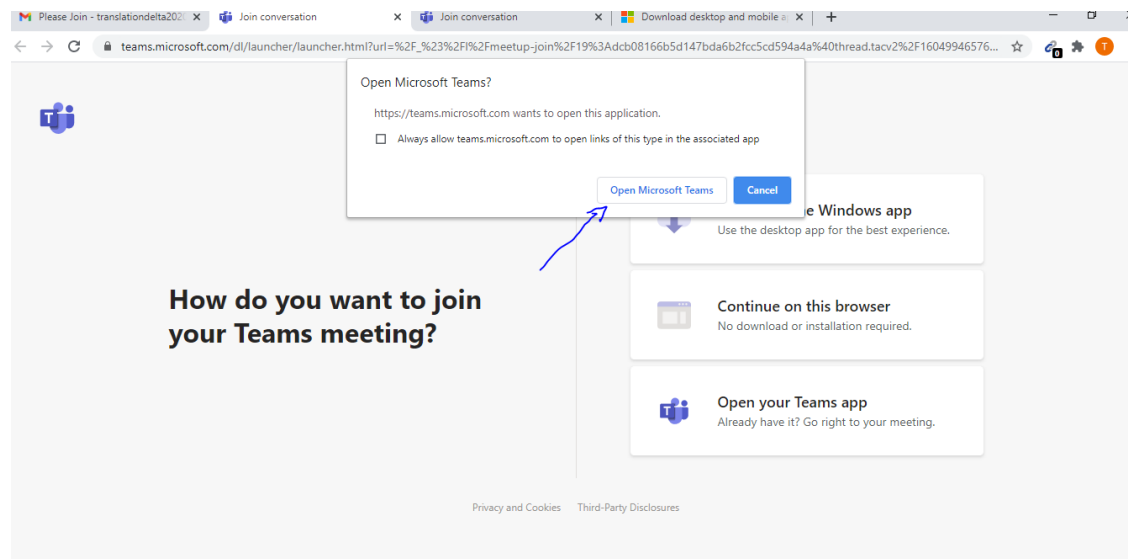 Please Join - translationdelta202
Join conversation
Join conversation
Download desktop and mobile a
teams.microsoft.com/dl/launcher/launcher.html?url=%2F_%23%2Fl%2Fmeetup-join%2F19%3Adcb08166b5d147bda6b2fcc5cd594a4a%40thread.tacv2%2F16049946576...
0
T
T
Open Microsoft Teams?
https://teams.microsoft.com wants to open this application.
Always allow teams.microsoft.com to open links of this type in the associated app
Open Microsoft Teams
Cancel
e Windows app
Use the desktop app for the best experience.
How do you want to join
your Teams meeting?
Continue on this browser
No download or installation required.
Open your Teams app
Already have it? Go right to your meeting.
Privacy and Cookies
Third-Party Disclosures